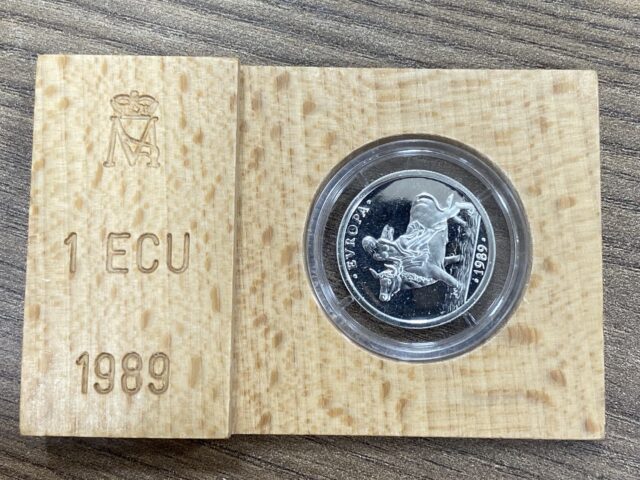 M
1 ECU
1989
· EVROPA ·
· 1989 ·